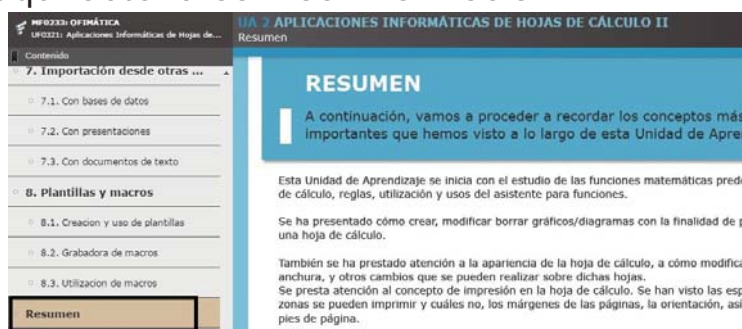 MF0233: OFIMÁTICA
UF0321: Aplicaciones Informáticas de Hojas de...
Contenido
7. Importación desde otras ...
7.1. Con bases de datos
7.2. Con presentaciones
7.3. Con documentos de texto
8. Plantillas y macros
8.1. Creacion y uso de plantillas
8.2. Grabadora de macros
8.3. Utilizacion de macros
Resumen
UA 2 APLICACIONES INFORMÁTICAS DE HOJAS DE CÁLCULO II
Resumen
RESUMEN
A continuación, vamos a proceder a recordar los conceptos más
importantes que hemos visto a lo largo de esta Unidad de Apre
Esta Unidad de Aprendizaje se inicia con el estudio de las funciones matemáticas pred
de cálculo, reglas, utilización y usos del asistente para funciones.
Se ha presentado cómo crear, modificar borrar gráficos/diagramas con la finalidad de p
una hoja de cálculo.
También se ha prestado atención a la apariencia de la hoja de cálculo, a cómo modifica
anchura, y otros cambios que se pueden realizar sobre dichas hojas.
Se presta atención al concepto de impresión en la hoja de cálculo. Se han visto las esp
zonas se pueden imprimir y cuáles no, los márgenes de las páginas, la orientación, asi
pies de página.